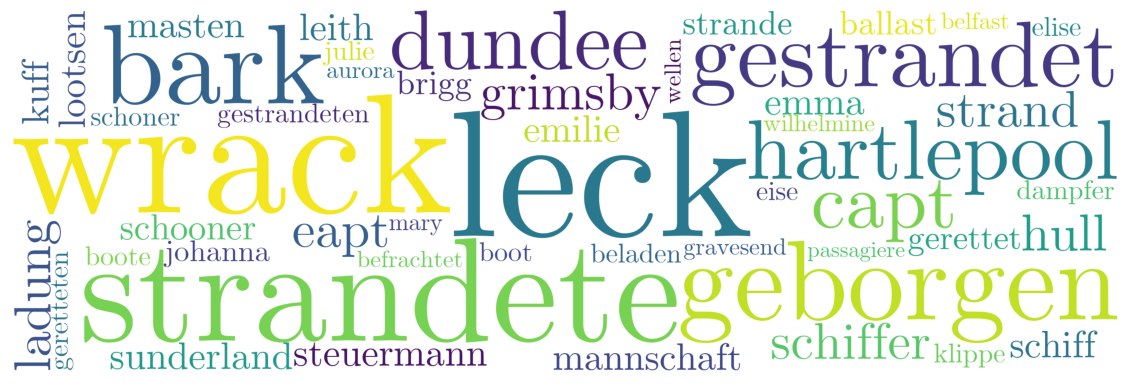 kuff
lootsen
masten
leith
julie
aurora
bark
schoner
gestrandeten
dundee
brigg
grimsby
wellen
strande
ballast
belfast
elise
gestrandet
emma
strand
wilhelmine
wrack
leck
emilie
hartlepool
eise
capt
dampfer
schooner
johanna
eapt
mary
boot
beladen
gravesend
passagiere
gerettet
hull
ladung
geretteten
boote
befrachtet
strandete
geborgen
sunderland
steuermann
mannschaft
schiffer
klippe
schiff